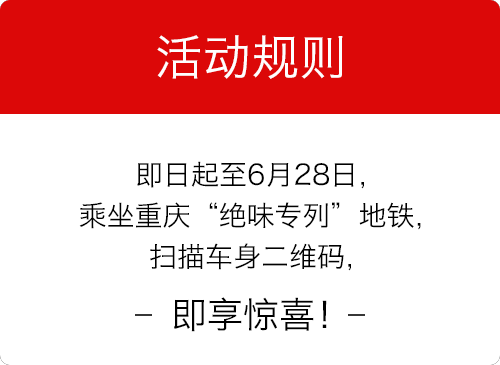 活动规则
即日起至6月28日，
乘坐重庆“绝味专列”地铁，
扫描车身二维码，
– 即享惊喜！–